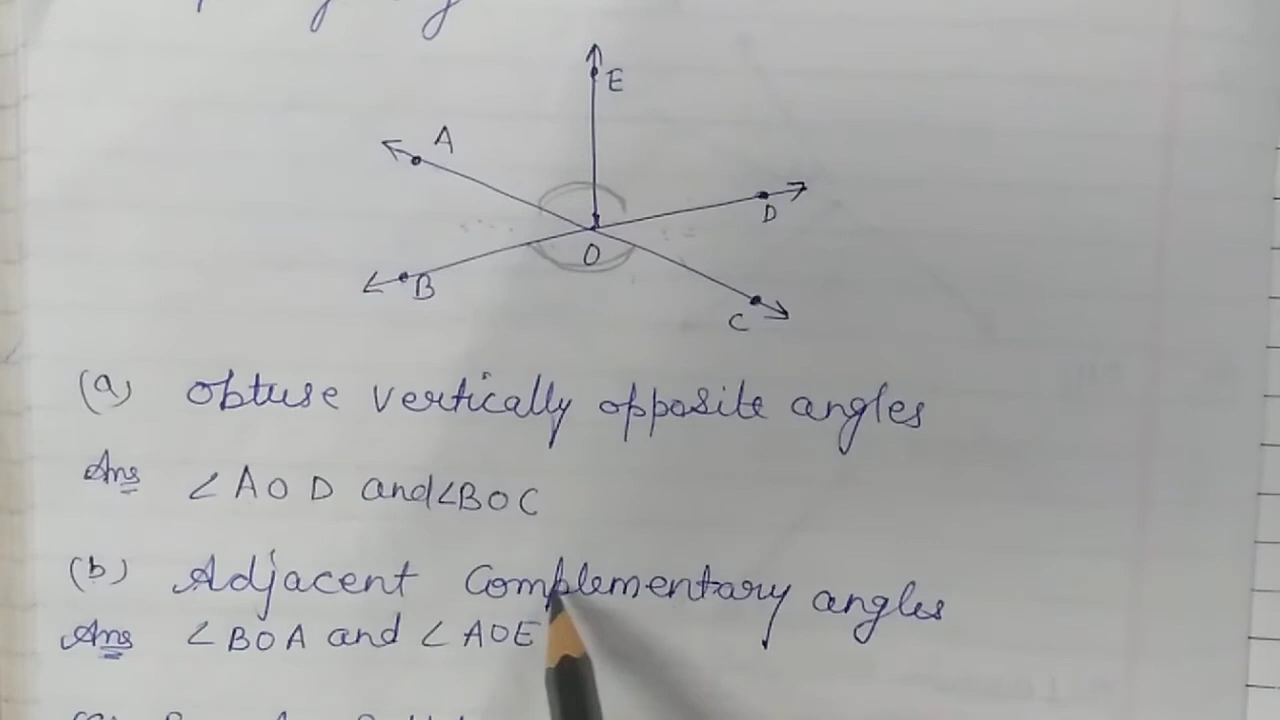 E
A
D
O
B
C
(a) Obtuse vertically opposite angles
Ans ∠AOD and∠BOC
(b) Adjacent Complementary angles
Ans ∠BOA and ∠AOE